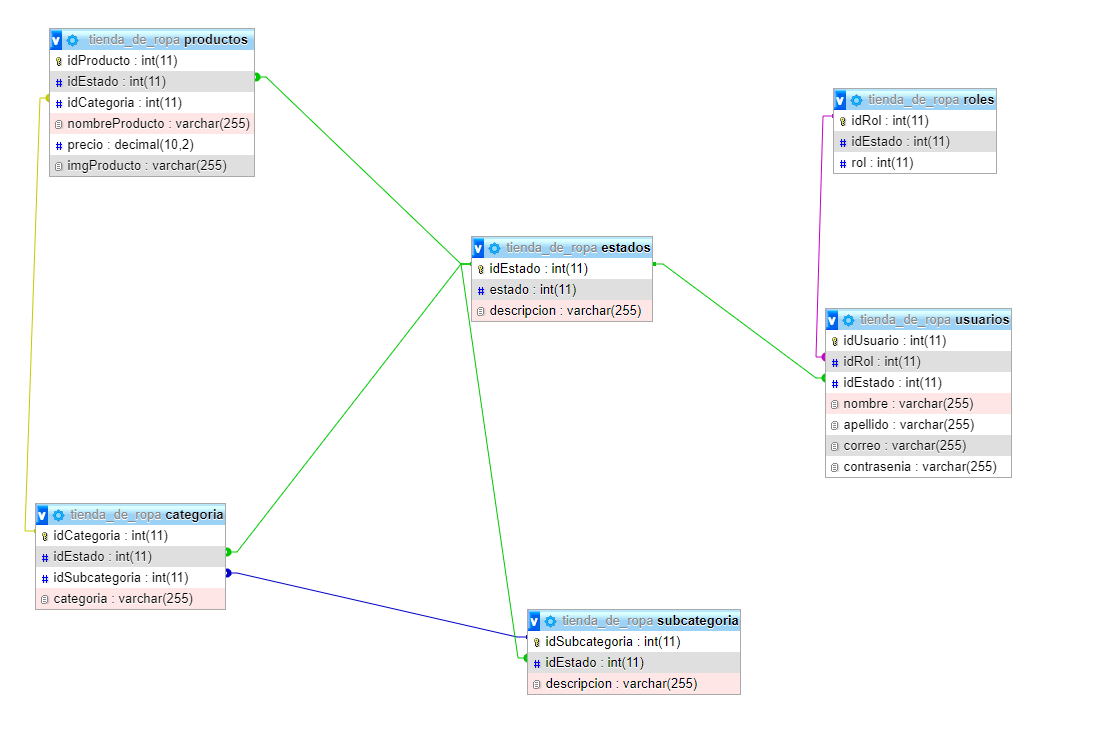 tienda_de_ropa productos
idProducto : int(11)
idEstado : int(11)
idCategoria : int(11)
nombreProducto : varchar(255)
precio : decimal(10,2)
imgProducto : varchar(255)
tienda_de_ropa roles
idRol : int(11)
idEstado : int(11)
rol : int(11)
tienda_de_ropa estados
idEstado : int(11)
estado : int(11)
descripcion : varchar(255)
tienda_de_ropa usuarios
idUsuario : int(11)
idRol : int(11)
idEstado : int(11)
nombre : varchar(255)
apellido : varchar(255)
correo : varchar(255)
contrasenia : varchar(255)
tienda_de_ropa categoria
idCategoria : int(11)
idEstado : int(11)
idSubcategoria : int(11)
categoria : varchar(255)
tienda_de_ropa subcategoria
idSubcategoria : int(11)
idEstado : int(11)
descripcion : varchar(255)